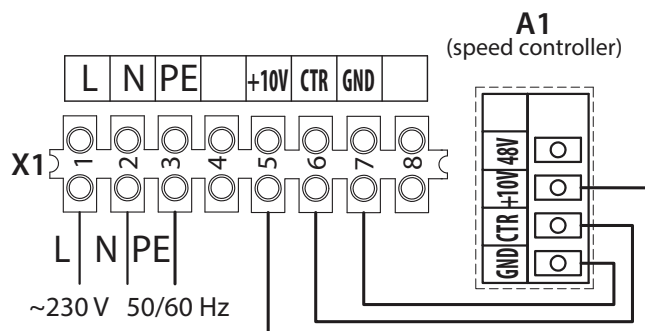 A1
(speed controller)
L N PE +10V CTR GND
X1 1 2 3 4 5 6 7 8
48V
+10V
CTR
GND
L N PE
~230 V 50/60 Hz